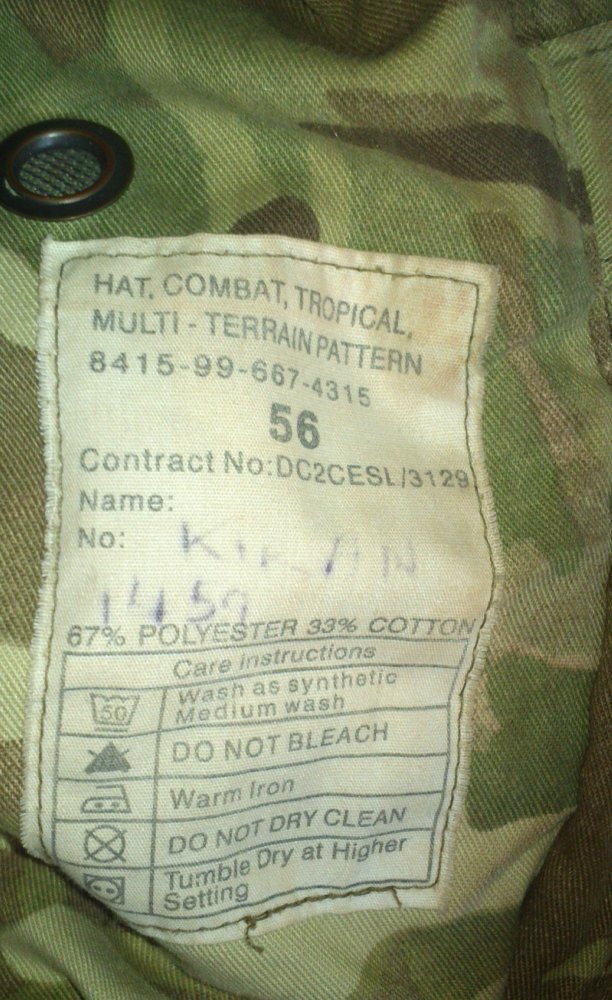 HAT, COMBAT, TROPICAL,
MULTI - TERRAIN PATTERN
8415-99-667-4315
56
Contract No:DC2CESL/3129
Name:
No:
67% POLYESTER 33% COTTON
Care instructions
50
Wash as synthetic
Medium wash
DO NOT BLEACH
Warm Iron
DO NOT DRY CLEAN
Tumble Dry at Higher
Setting